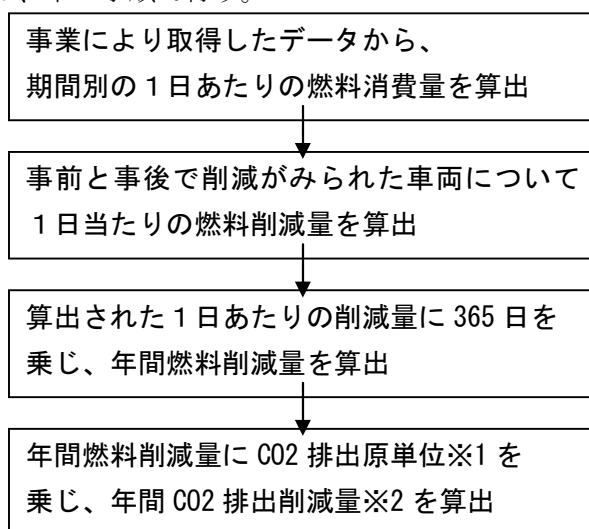 事業により取得したデータから、
期間別の１日あたりの燃料消費量を算出
事前と事後で削減がみられた車両について
１日当たりの燃料削減量を算出
算出された１日あたりの削減量に 365 日を
乗じ、年間燃料削減量を算出
年間燃料削減量に CO2 排出原単位※1 を
乗じ、年間 CO2 排出削減量※2 を算出